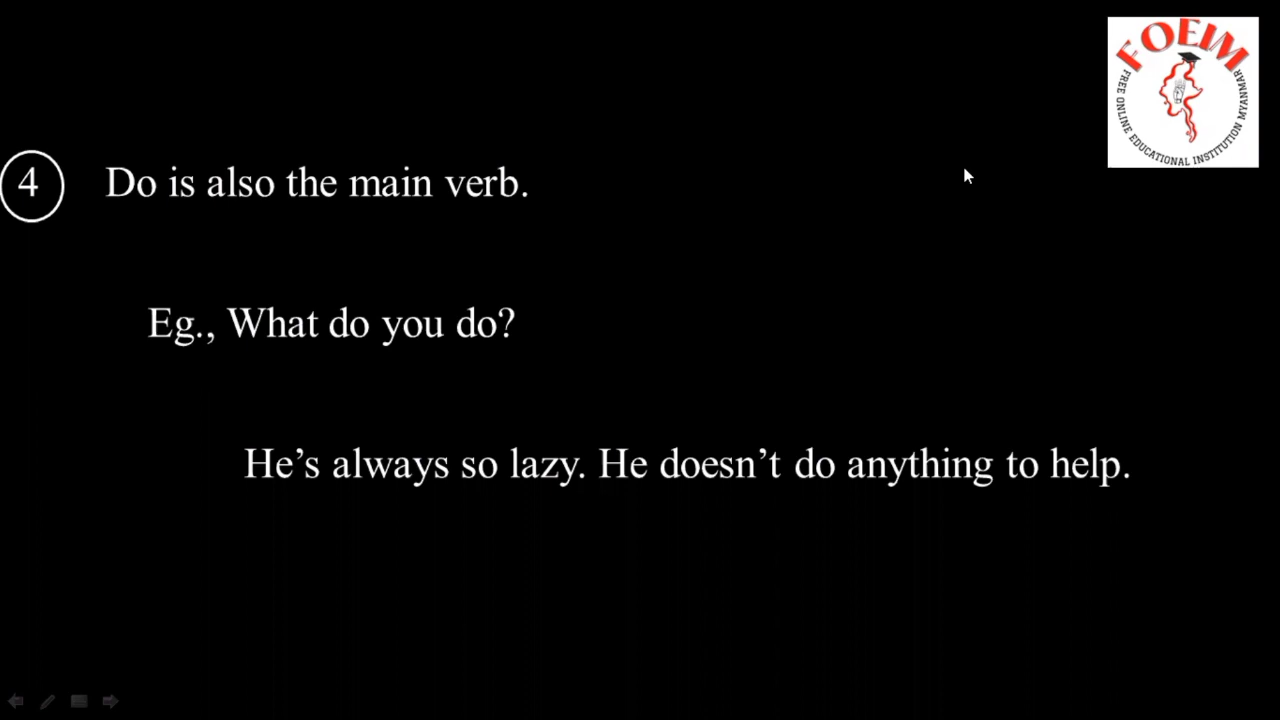 FOEIM
FREE ONLINE EDUCATIONAL INSTITUTION MYANMAR
4 Do is also the main verb.
Eg., What do you do?
He’s always so lazy. He doesn’t do anything to help.